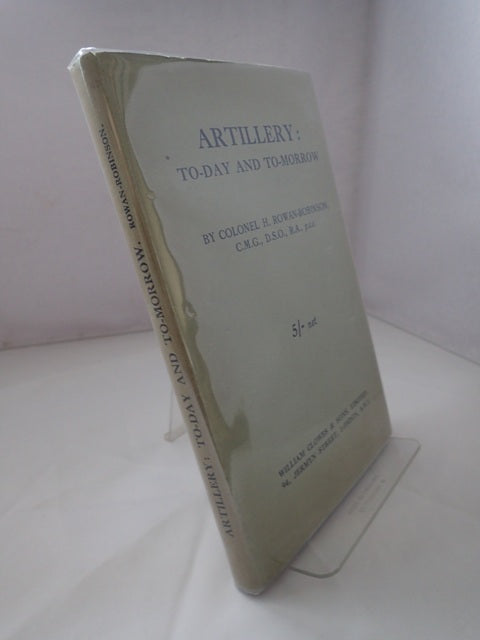 ARTILLERY:
TO-DAY AND TO-MORROW
BY COLONEL H. ROWAN-ROBINSON,
C.M.G., D.S.O., R.A., p.s.c.
5/- net
WILLIAM CLOWES & SONS, LIMITED,
94, JERMYN STREET, LONDON, S.W.1
ARTILLERY: TO-DAY AND TO-MORROW. ROWAN-ROBINSON.